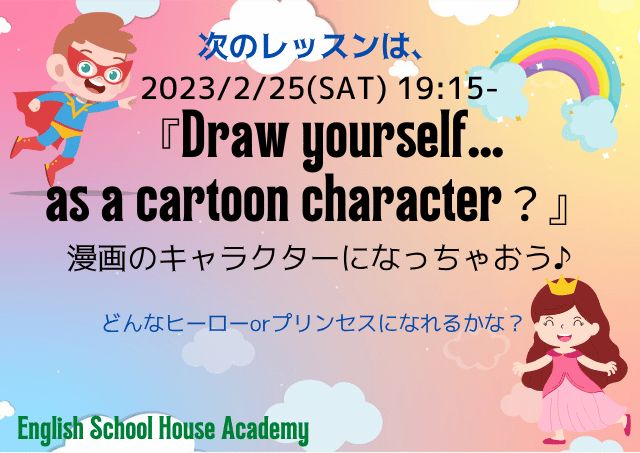 次のレッスンは、
2023/2/25(SAT) 19:15-
『Draw yourself...
as a cartoon character？』
漫画のキャラクターになっちゃおう♪
どんなヒーローorプリンセスになれるかな？
English School House Academy